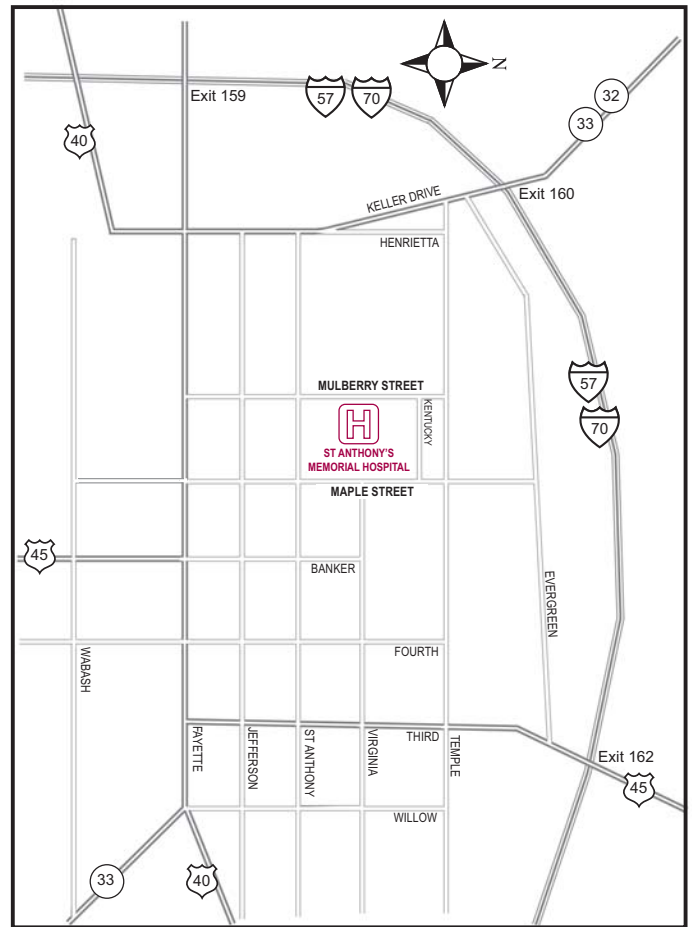 N
32
33
Exit 159
57
70
40
KELLER DRIVE
Exit 160
HENRIETTA
57
70
MULBERRY STREET
KENTUCKY
H
ST ANTHONY'S
MEMORIAL HOSPITAL
MAPLE STREET
45
BANKER
EVERGREEN
WABASH
FOURTH
FAYETTE
JEFFERSON
ST ANTHONY
VIRGINIA
THIRD
TEMPLE
Exit 162
45
WILLOW
33
40